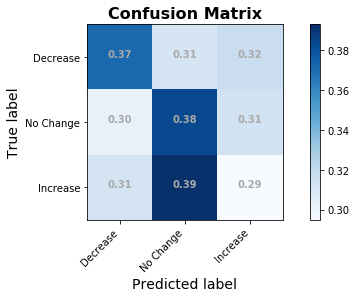 Confusion Matrix
Decrease 0.37 0.31 0.32
No Change 0.30 0.38 0.31
Increase 0.31 0.39 0.29
Decrease No Change Increase
True label
Predicted label
0.38
0.36
0.34
0.32
0.30